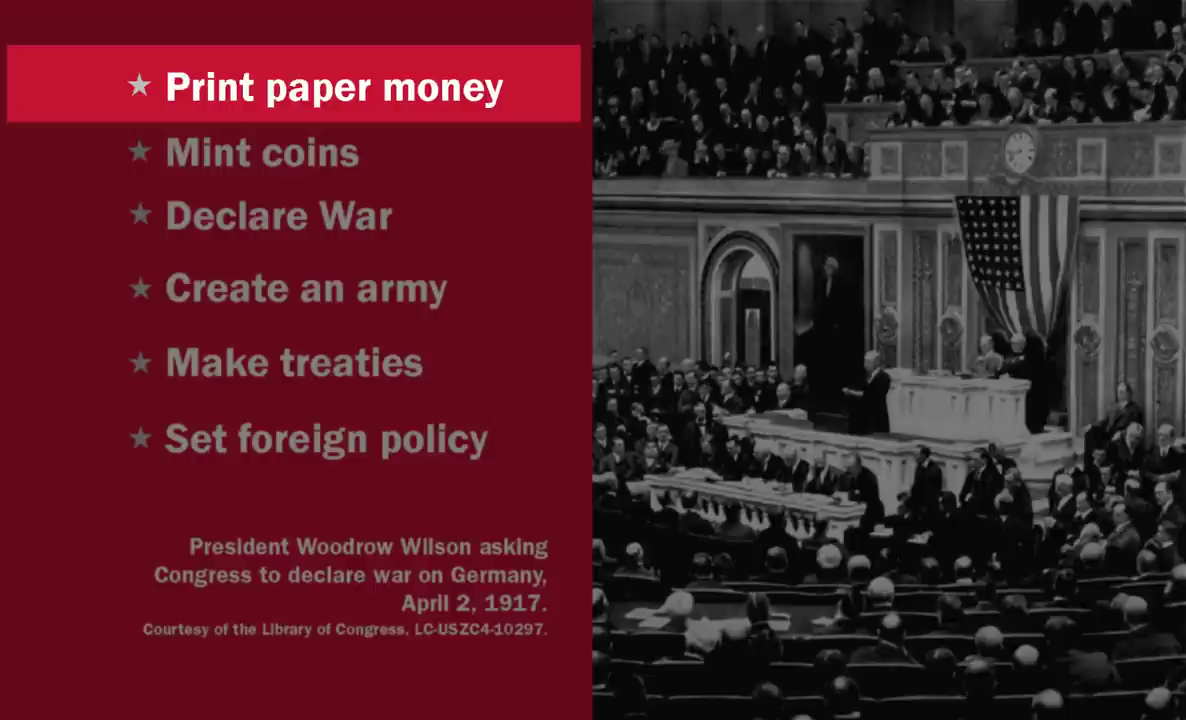 Print paper money
Mint coins
Declare War
Create an army
Make treaties
Set foreign policy
President Woodrow Wilson asking
Congress to declare war on Germany,
April 2, 1917.
Courtesy of the Library of Congress, LC-USZC4-10297.